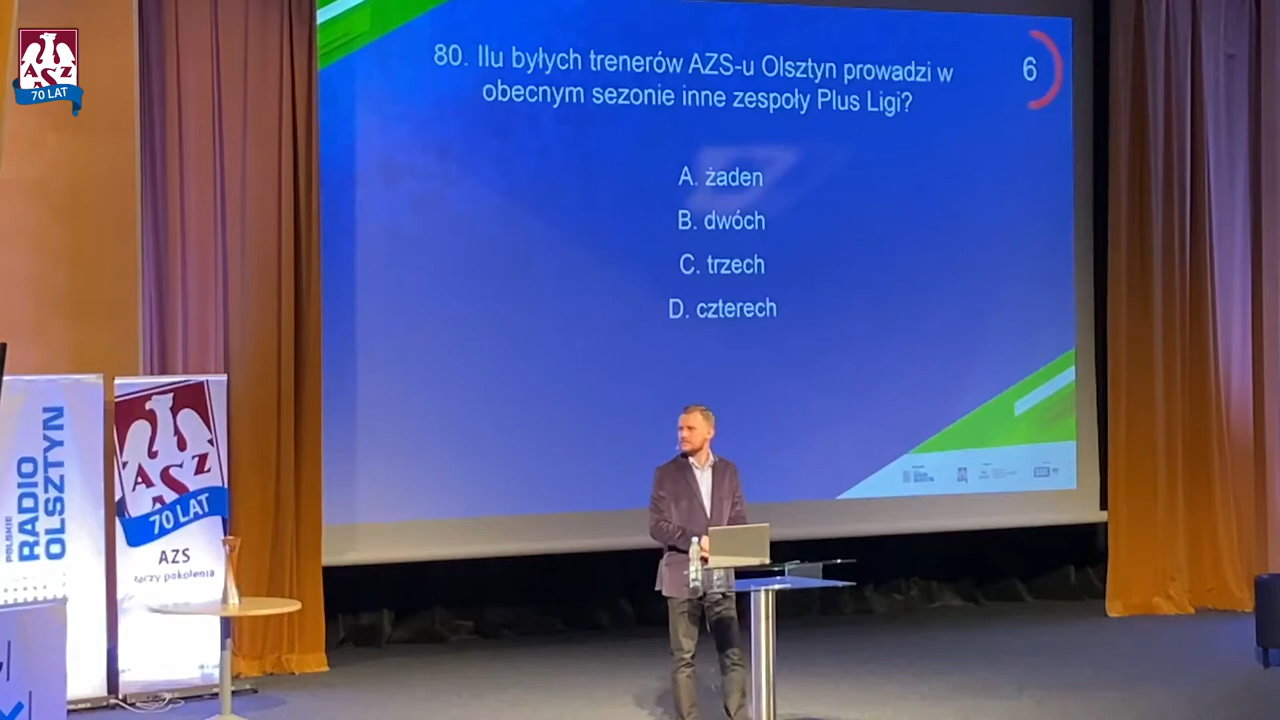 AZS
70 LAT
80. Ilu byłych trenerów AZS-u Olsztyn prowadzi w
obecnym sezonie inne zespoły Plus Ligi?
6
A. żaden
B. dwóch
C. trzech
D. czterech
POLSKIE
RADIO
OLSZTYN
AZS
70 LAT
AZS
łączy pokolenia